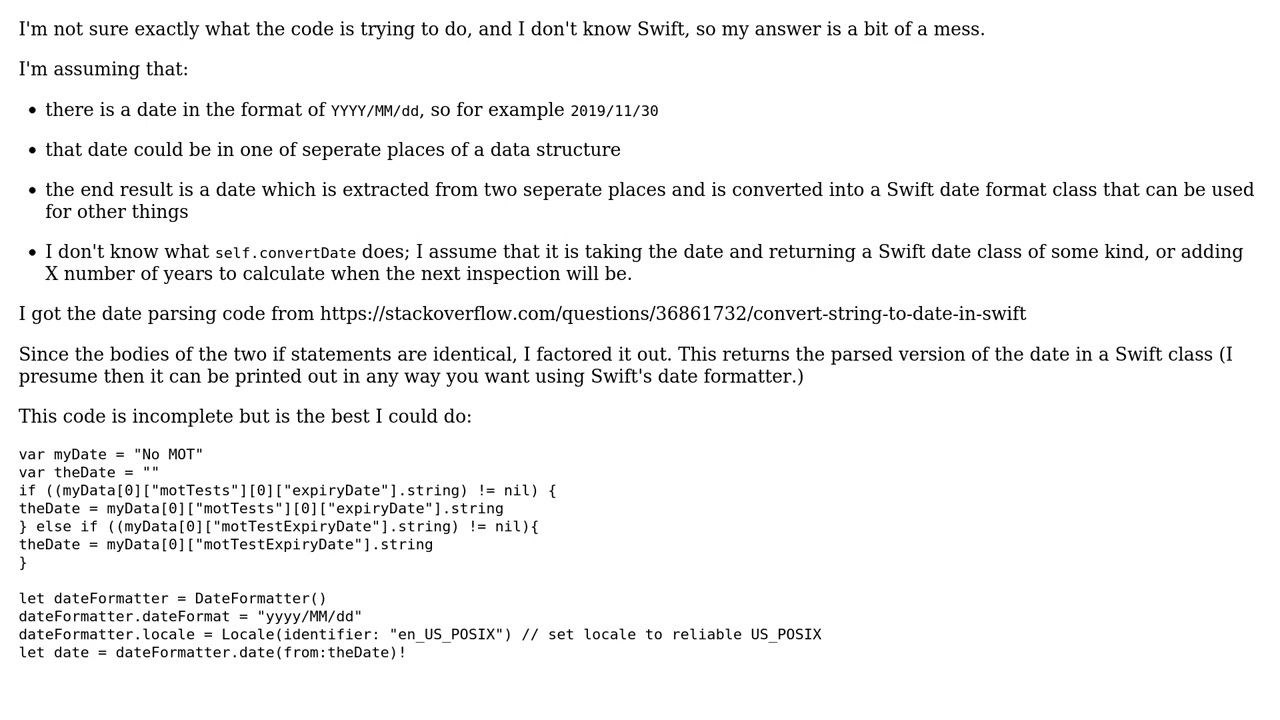 I'm not sure exactly what the code is trying to do, and I don't know Swift, so my answer is a bit of a mess.
I'm assuming that:
• there is a date in the format of YYYY/MM/dd, so for example 2019/11/30
• that date could be in one of seperate places of a data structure
• the end result is a date which is extracted from two seperate places and is converted into a Swift date format class that can be used
for other things
• I don't know what self.convertDate does; I assume that it is taking the date and returning a Swift date class of some kind, or adding
X number of years to calculate when the next inspection will be.
I got the date parsing code from https://stackoverflow.com/questions/36861732/convert-string-to-date-in-swift
Since the bodies of the two if statements are identical, I factored it out. This returns the parsed version of the date in a Swift class (I
presume then it can be printed out in any way you want using Swift's date formatter.)
This code is incomplete but is the best I could do:
var myDate = "No MOT"
var theDate = ""
if ((myData[0]["motTests"][0]["expiryDate"].string) != nil) {
theDate = myData[0]["motTests"][0]["expiryDate"].string
} else if ((myData[0]["motTestExpiryDate"].string) != nil){
theDate = myData[0]["motTestExpiryDate"].string
}
let dateFormatter = DateFormatter()
dateFormatter.dateFormat = "yyyy/MM/dd"
dateFormatter.locale = Locale(identifier: "en_US_POSIX") // set locale to reliable US_POSIX
let date = dateFormatter.date(from:theDate)!